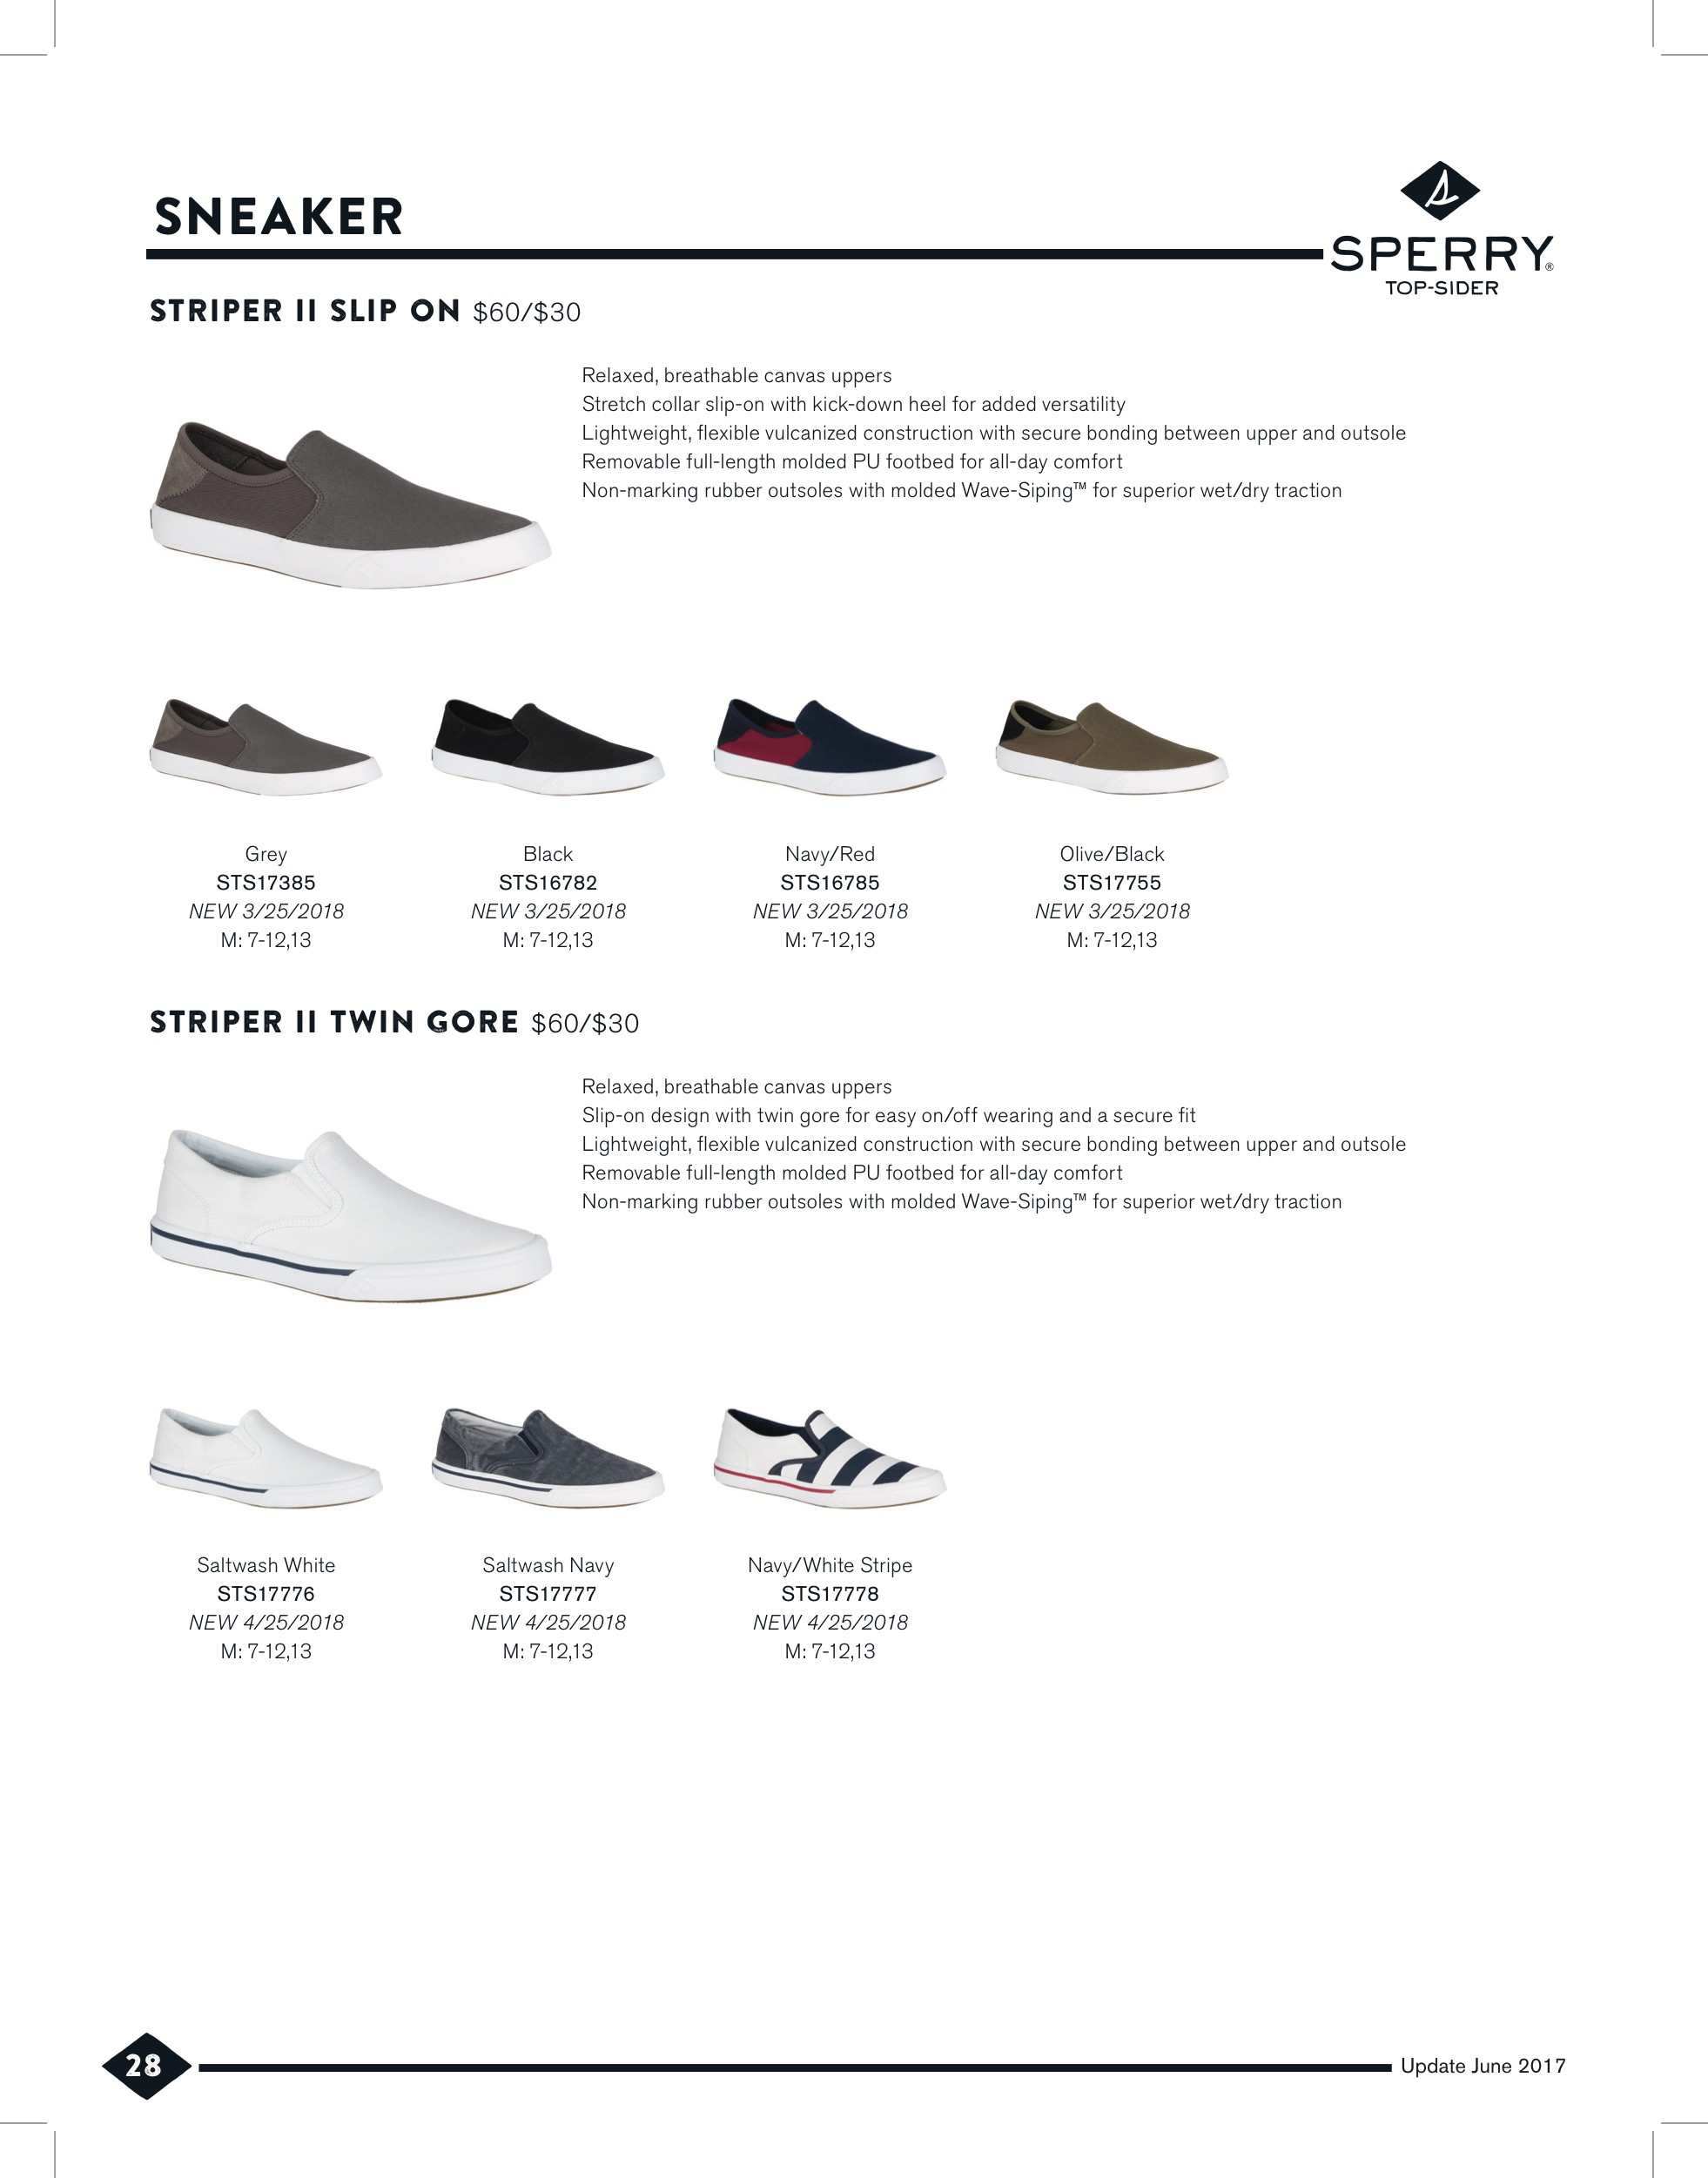 SNEAKER
SPERRY®
TOP-SIDER
STRIPER II SLIP ON $60/$30
Relaxed, breathable canvas uppers
Stretch collar slip-on with kick-down heel for added versatility
Lightweight, flexible vulcanized construction with secure bonding between upper and outsole
Removable full-length molded PU footbed for all-day comfort
Non-marking rubber outsoles with molded Wave-Siping™ for superior wet/dry traction
Grey
STS17385
NEW 3/25/2018
M: 7-12,13
Black
STS16782
NEW 3/25/2018
M: 7-12,13
Navy/Red
STS16785
NEW 3/25/2018
M: 7-12,13
Olive/Black
STS17755
NEW 3/25/2018
M: 7-12,13
STRIPER II TWIN GORE $60/$30
Relaxed, breathable canvas uppers
Slip-on design with twin gore for easy on/off wearing and a secure fit
Lightweight, flexible vulcanized construction with secure bonding between upper and outsole
Removable full-length molded PU footbed for all-day comfort
Non-marking rubber outsoles with molded Wave-Siping™ for superior wet/dry traction
Saltwash White
STS17776
NEW 4/25/2018
M: 7-12,13
Saltwash Navy
STS17777
NEW 4/25/2018
M: 7-12,13
Navy/White Stripe
STS17778
NEW 4/25/2018
M: 7-12,13
28
Update June 2017